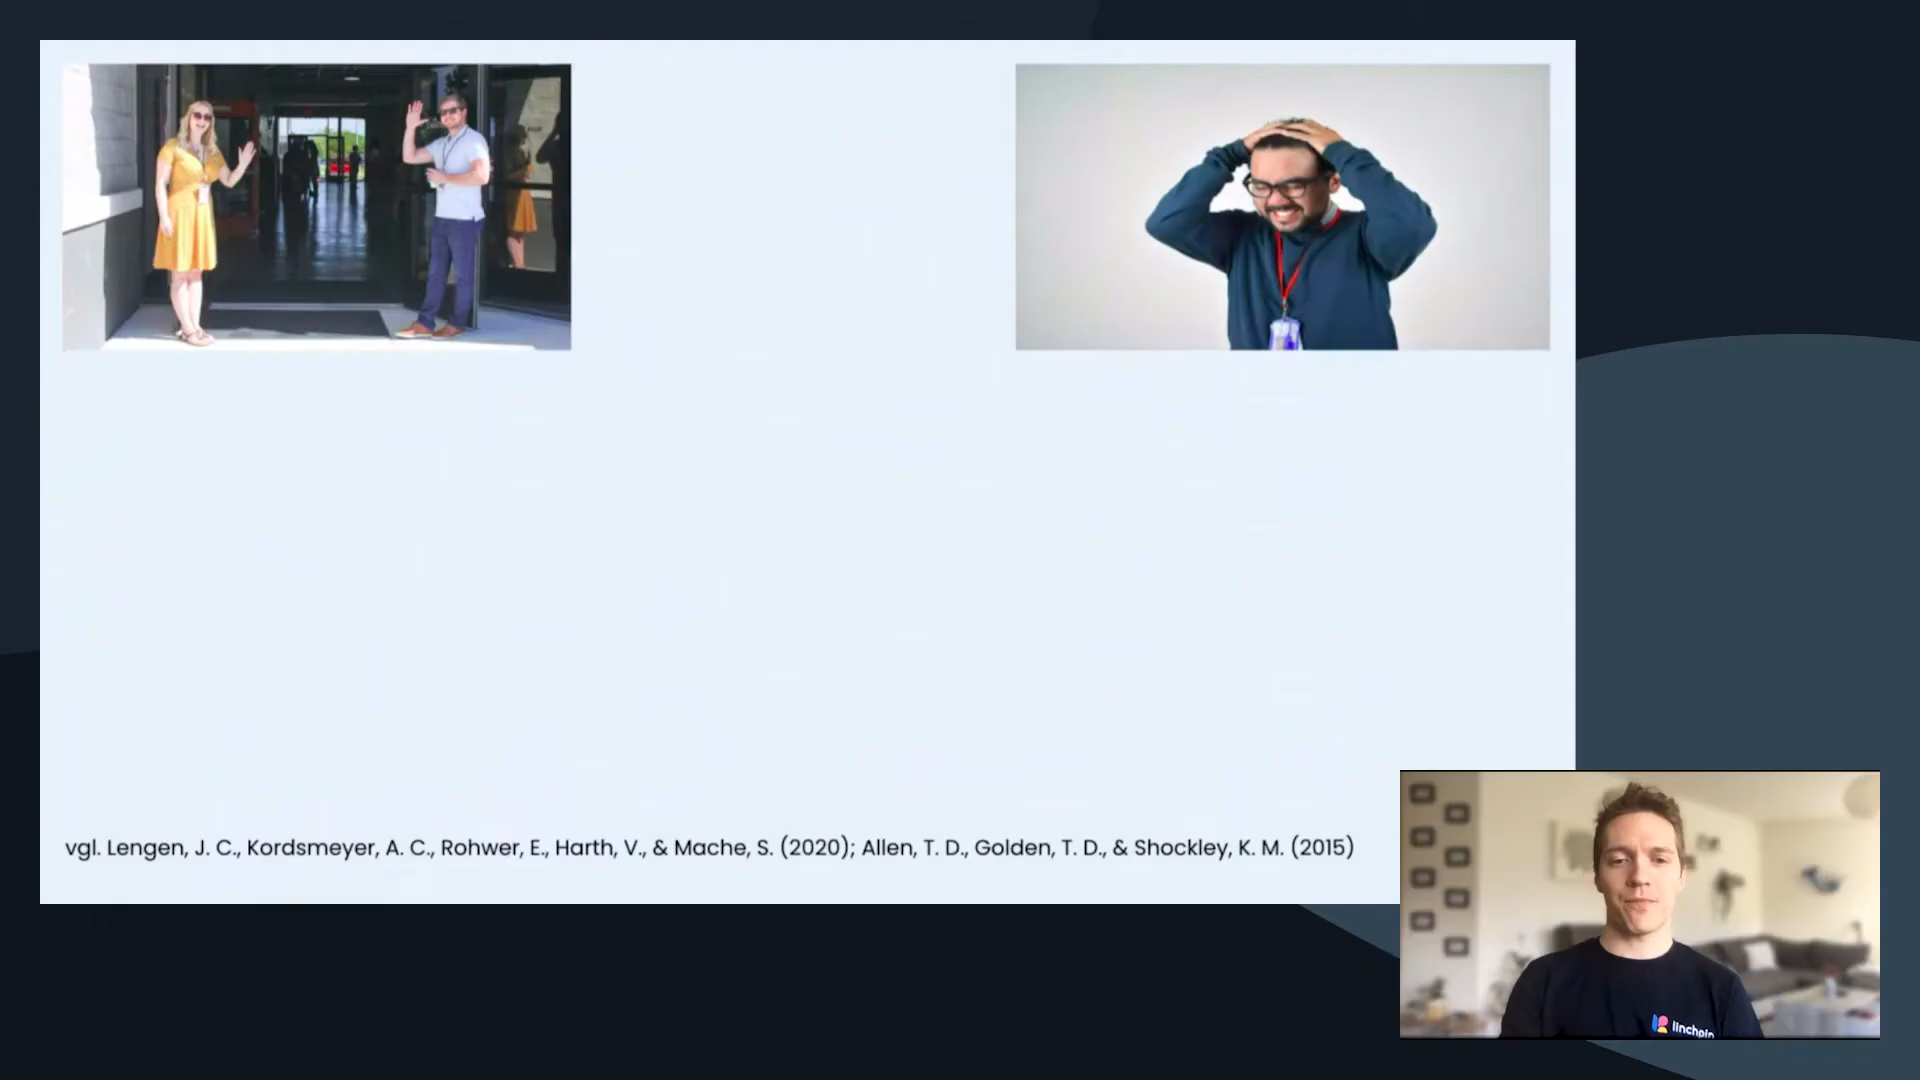 vgl. Lengen, J. C., Kordsmeyer, A. C., Rohwer, E., Harth, V., & Mache, S. (2020); Allen, T. D., Golden, T. D., & Shockley, K. M. (2015)
linchpin